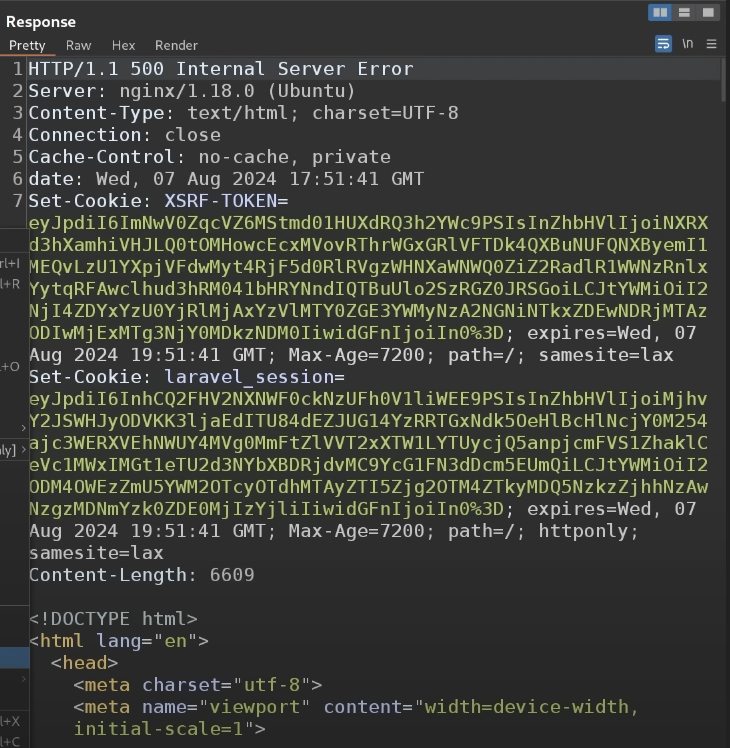 Response
Pretty Raw Hex Render
\n
1 HTTP/1.1 500 Internal Server Error
2 Server: nginx/1.18.0 (Ubuntu)
3 Content-Type: text/html; charset=UTF-8
4 Connection: close
5 Cache-Control: no-cache, private
6 date: Wed, 07 Aug 2024 17:51:41 GMT
7 Set-Cookie: XSRF-TOKEN=
eyJpdiI6ImNwV0ZqcVZ6MStmd01HUXdRQ3h2YWc9PSIsInZhbHVlIjoiNXRX
d3hXamhiVHJLQ0tOMHowcEcxMVovRThrWGxGRlVFTDk4QXBuNUFQNXByemI1
MEQvLzU1YXpjVFdwMyt4RjF5d0RlRVgzWHNXaWNWQ0ZiZ2RadlR1WWNzRnlx
YytqRFAwclhud3hRM041bHRYNndIQTBuUlo2SzRGZ0JRSGoiLCJtYWMiOiI2
NjI4ZDYxYzU0YjRlMjAxYzVlMTY0ZGE3YWMyNzA2NGNiNTkxZDEwNDRjMTAz
ODIwMjExMTg3NjY0MDkzNDM0IiwidGFnIjoiIn0%3D; expires=Wed, 07
Aug 2024 19:51:41 GMT; Max-Age=7200; path=/; samesite=lax
Set-Cookie: laravel_session=
eyJpdiI6InhCQ2FHV2NXNWF0ckNzUFh0V1liWEE9PSIsInZhbHVlIjoiMjhv
Y2JSWHJyODVKK3ljaEdITU84dEZJUG14YzRRTGxNdk5OeHlBcHlNcjY0M254
ajc3WERXVEhNWUY4MVg0MmFtZlVVT2xXTW1LYTUycjQ5anpjcmFVS1ZhaklC
eVc1MWxIMGt1eTU2d3NYbXBDRjdvMC9YcG1FN3dDcm5EUmQiLCJtYWMiOiI2
ODM4OWEzZmU5YWM2OTcyOTdhMTAyZTI5Zjg2OTM4ZTkyMDQ5NzkzZjhhNzAw
NzgzMDNmYzk0ZDE0MjIzYjliIiwidGFnIjoiIn0%3D; expires=Wed, 07
Aug 2024 19:51:41 GMT; Max-Age=7200; path=/; httponly;
samesite=lax
Content-Length: 6609
<!DOCTYPE html>
<html lang="en">
<head>
<meta charset="utf-8">
<meta name="viewport" content="width=device-width,
initial-scale=1">